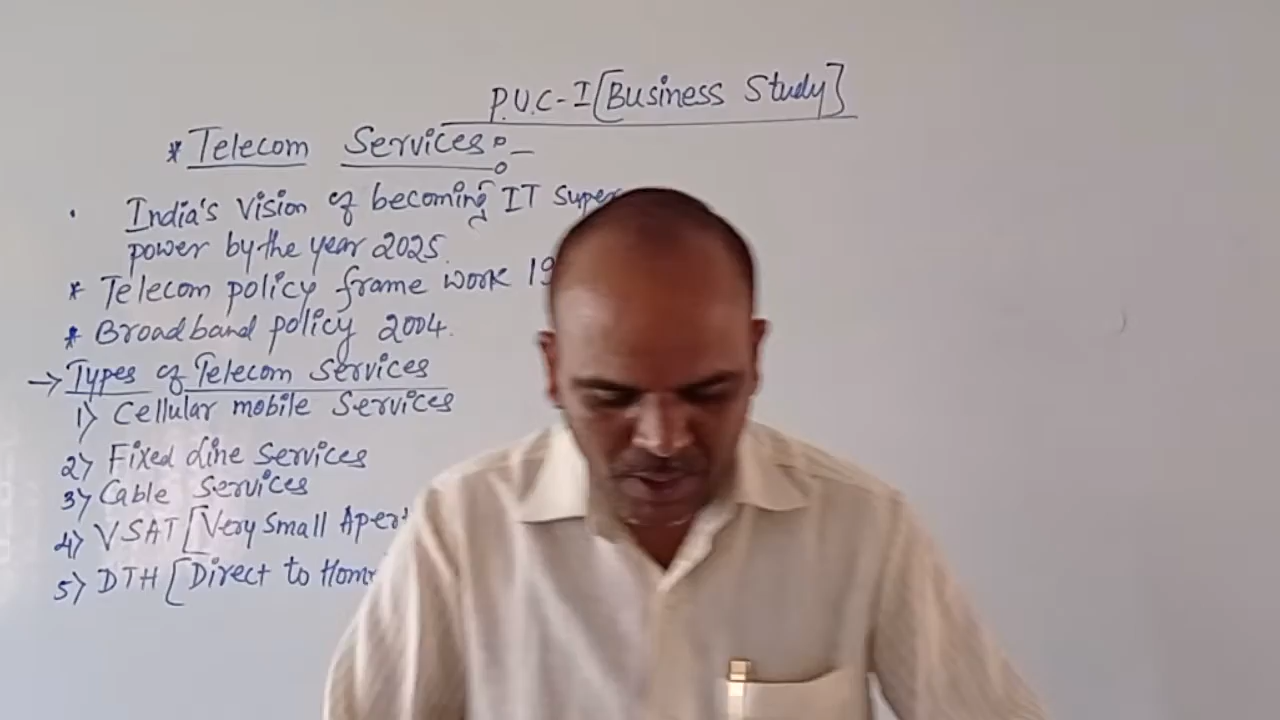 P.U.C-I [Business Study]
* Telecom Services:-
. India's vision of becoming IT Super
power by the year 2025.
* Telecom policy frame work 19
* Broadband policy 2004.
→ Types of Telecom Services
1) Cellular mobile Services
2) Fixed Line Services
3) Cable Services
4) VSAT [Very Small Apert
5) DTH [Direct to Home